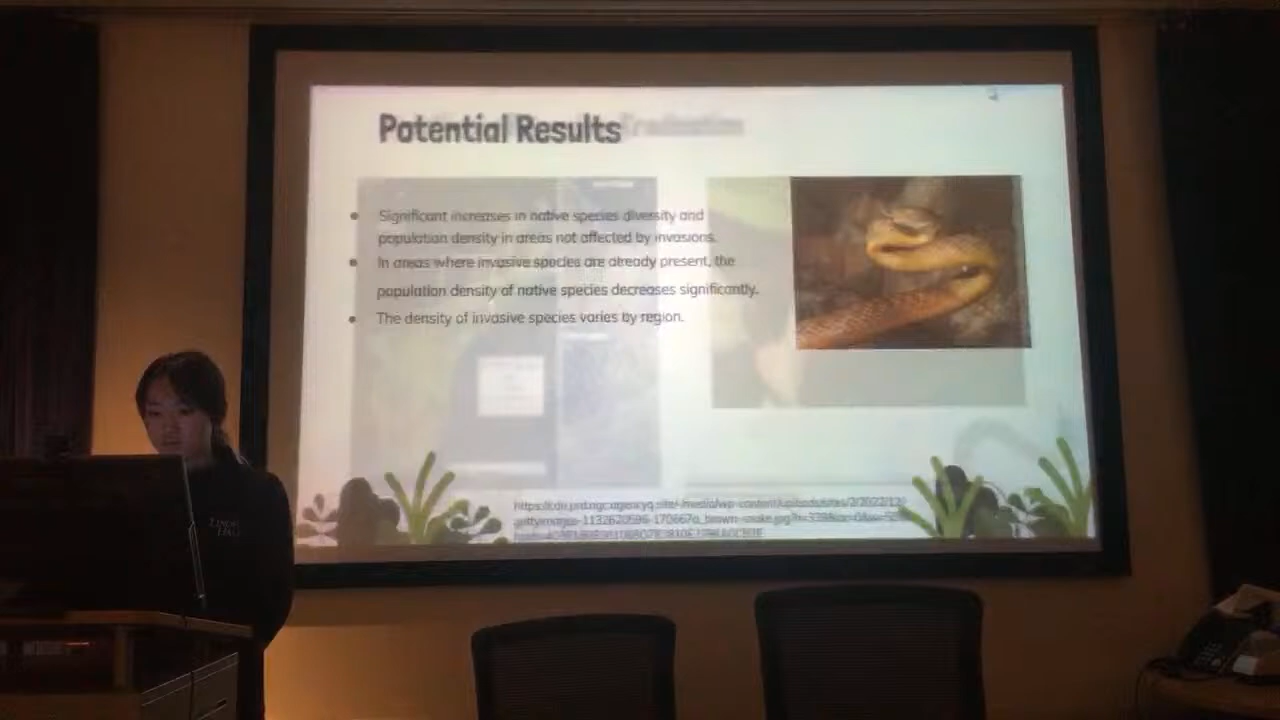 Potential Results
Evaluation
• Significant increases in native species diversity and
population density in areas not affected by invasions.
• In areas where invasive species are already present, the
population density of native species decreases significantly.
• The density of invasive species varies by region.